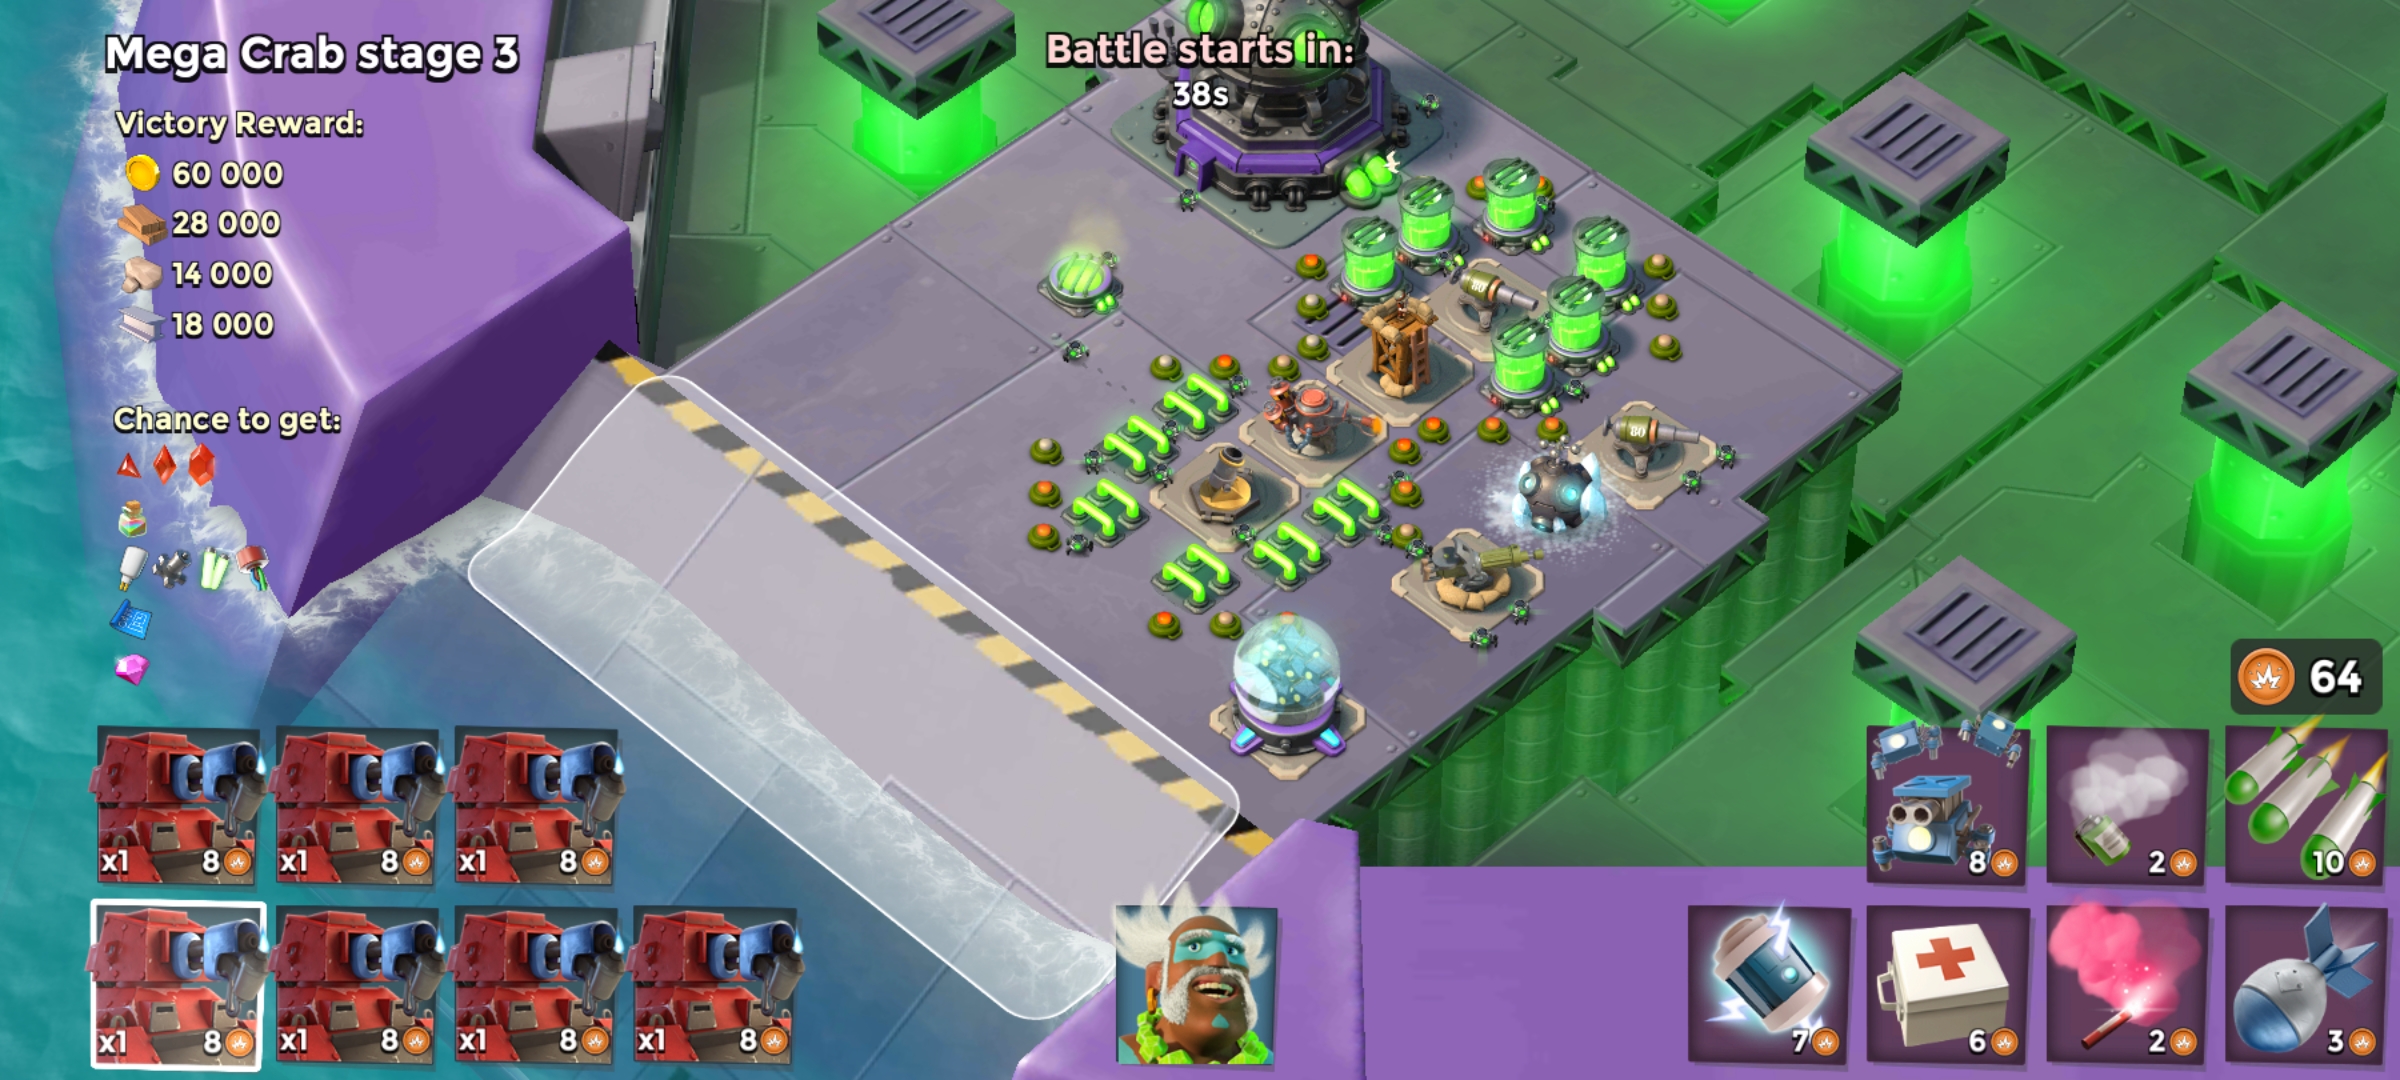 Mega Crab stage 3
Battle starts in:
38s
Victory Reward:
60 000
28 000
14 000
18 000
Chance to get:
80
80
64
x1 8
x1 8
x1 8
8
2
10
x1 8
x1 8
x1 8
x1 8
7
6
2
3